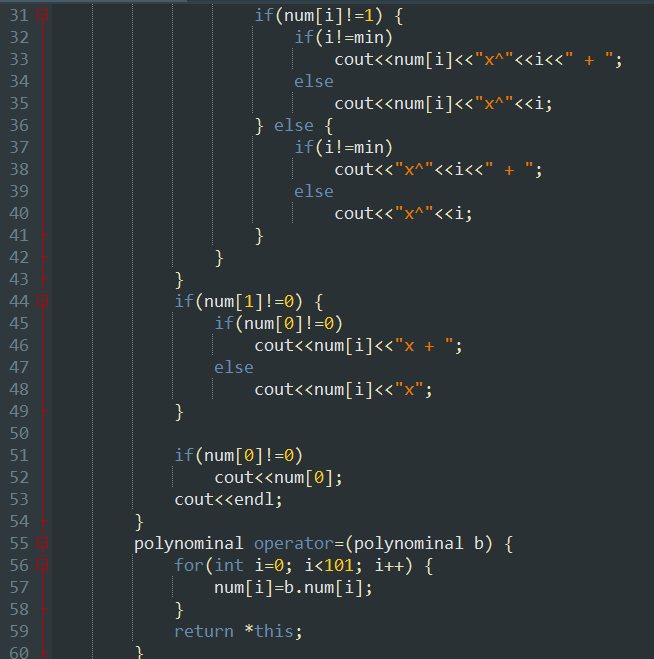 31 if(num[i]!=1) {
32 if(i!=min)
33 cout<<num[i]<<"x^"<<i<<" + ";
34 else
35 cout<<num[i]<<"x^"<<i;
36 } else {
37 if(i!=min)
38 cout<<"x^"<<i<<" + ";
39 else
40 cout<<"x^"<<i;
41 }
42 }
43 }
44 if(num[1]!=0) {
45 if(num[0]!=0)
46 cout<<num[i]<<"x + ";
47 else
48 cout<<num[i]<<"x";
49 }
50
51 if(num[0]!=0)
52 cout<<num[0];
53 cout<<endl;
54 }
55 polynominal operator=(polynominal b) {
56 for(int i=0; i<101; i++) {
57 num[i]=b.num[i];
58 }
59 return *this;
60 }